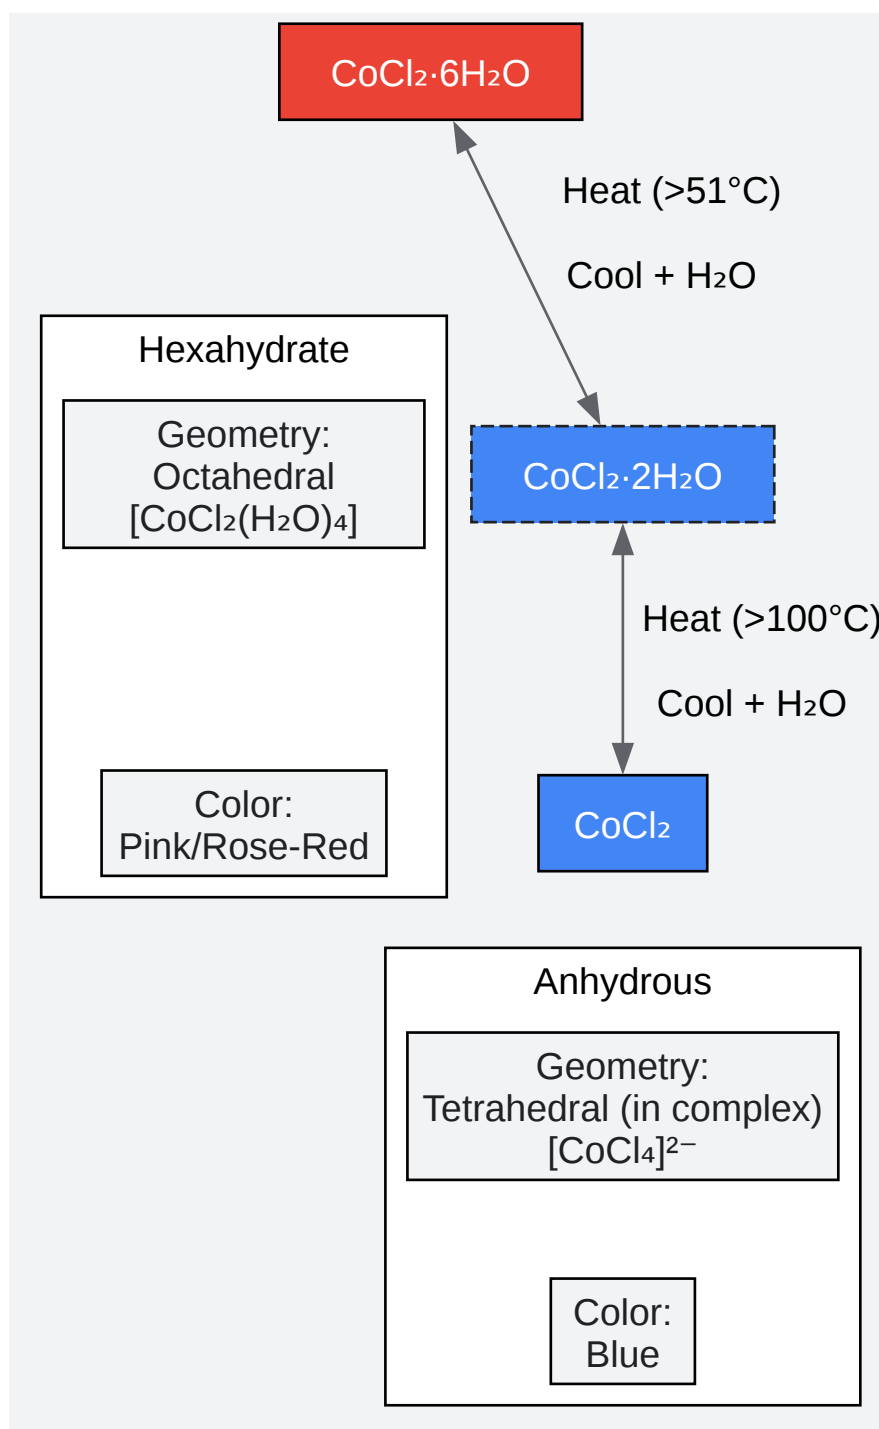 CoCl₂·6H₂O
Heat (>51°C)
Cool + H₂O
Hexahydrate
Geometry:
Octahedral
[CoCl₂(H₂O)₄]
CoCl₂·2H₂O
Heat (>100°C)
Cool + H₂O
Color:
Pink/Rose-Red
CoCl₂
Anhydrous
Geometry:
Tetrahedral (in complex)
[CoCl₄]²⁻
Color:
Blue